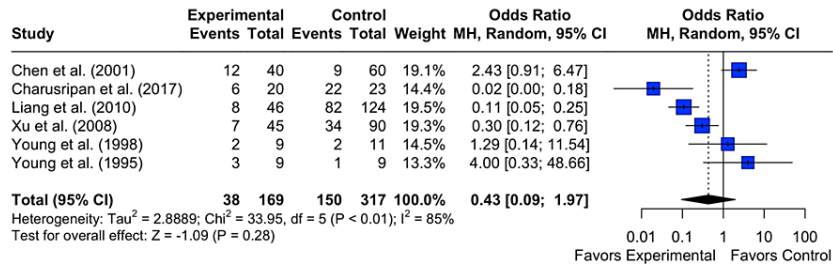 Experimental Control Odds Ratio Odds Ratio
Study Events Total Events Total Weight MH, Random, 95% CI MH, Random, 95% CI
Chen et al. (2001) 12 40 9 60 19.1% 2.43 [0.91; 6.47]
Charusripan et al. (2017) 6 20 22 23 14.4% 0.02 [0.00; 0.18]
Liang et al. (2010) 8 46 82 124 19.5% 0.11 [0.05; 0.25]
Xu et al. (2008) 7 45 34 90 19.3% 0.30 [0.12; 0.76]
Young et al. (1998) 2 9 2 11 14.5% 1.29 [0.14; 11.54]
Young et al. (1995) 3 9 1 9 13.3% 4.00 [0.33; 48.66]
Total (95% CI) 38 169 150 317 100.0% 0.43 [0.09; 1.97]
Heterogeneity: Tau² = 2.8889; Chi² = 33.95, df = 5 (P < 0.01); I² = 85%
Test for overall effect: Z = -1.09 (P = 0.28)
0.01 0.1 1 10 100
Favors Experimental Favors Control